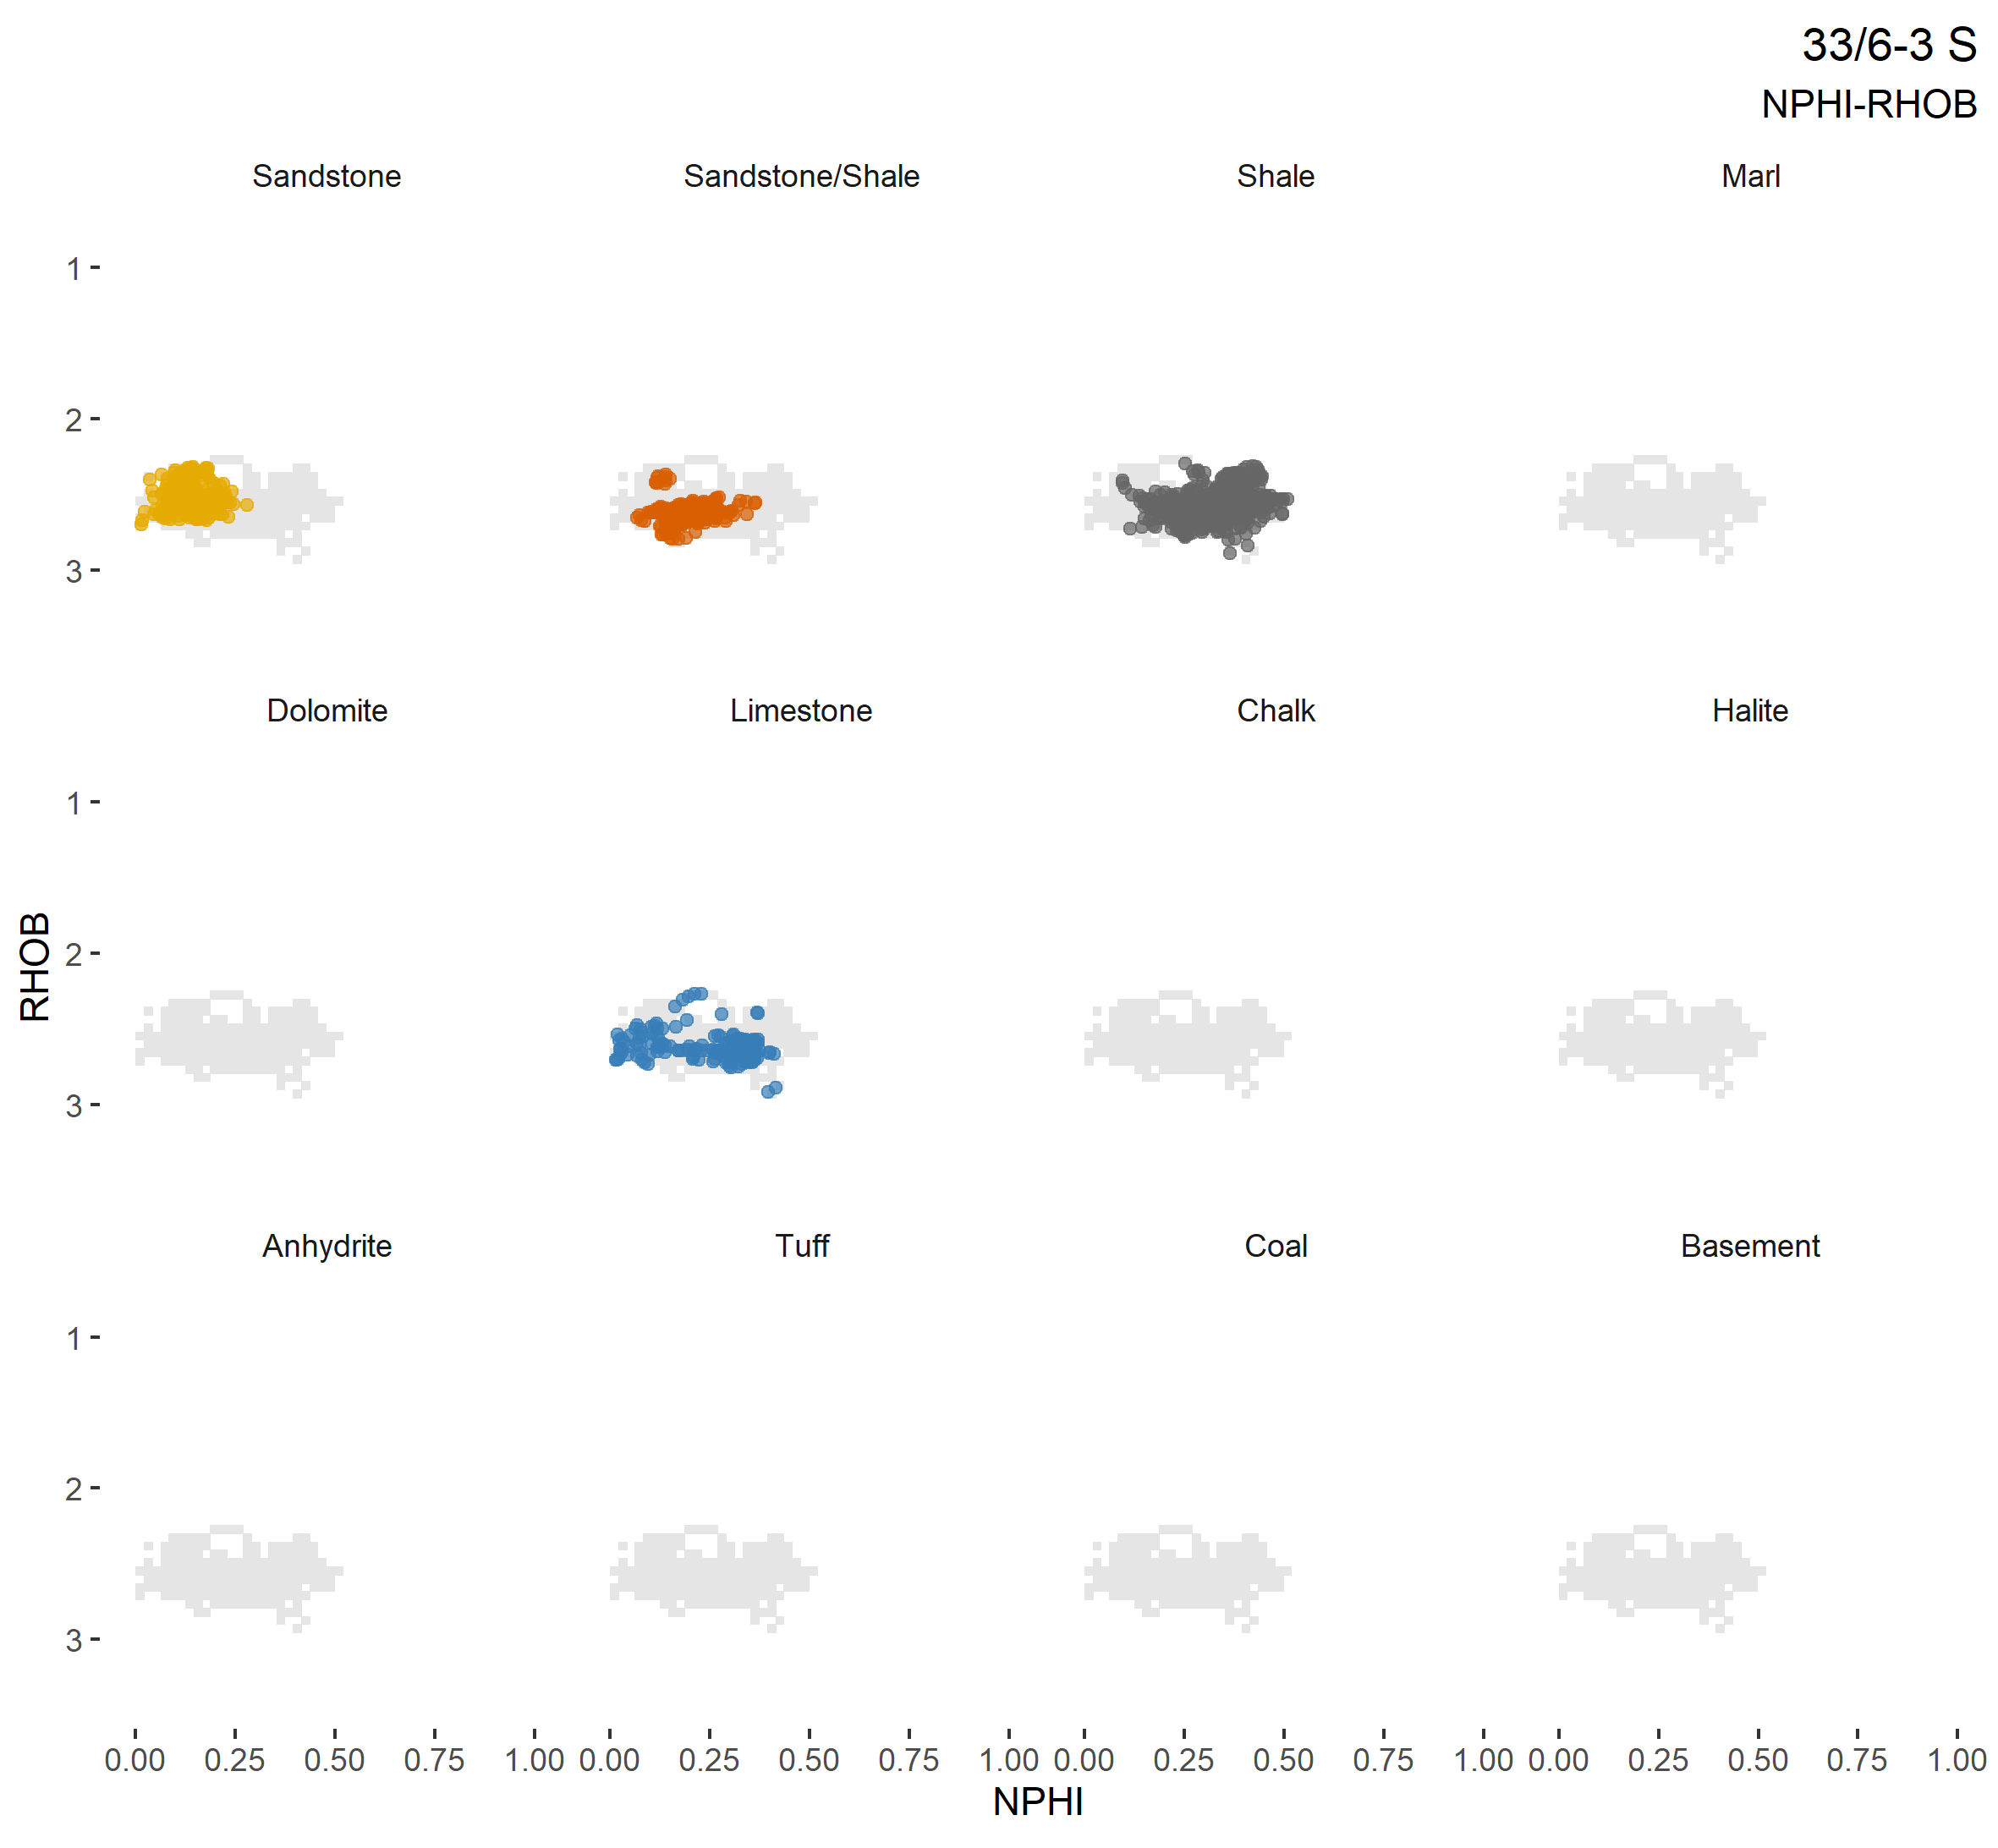 33/6-3 S
NPHI-RHOB
Sandstone Sandstone/Shale Shale Marl
1
2
3
Dolomite Limestone Chalk Halite
1
2
3
RHOB
Anhydrite Tuff Coal Basement
1
2
3
0.00 0.25 0.50 0.75 1.00 0.00 0.25 0.50 0.75 1.00 0.00 0.25 0.50 0.75 1.00 0.00 0.25 0.50 0.75 1.00
NPHI